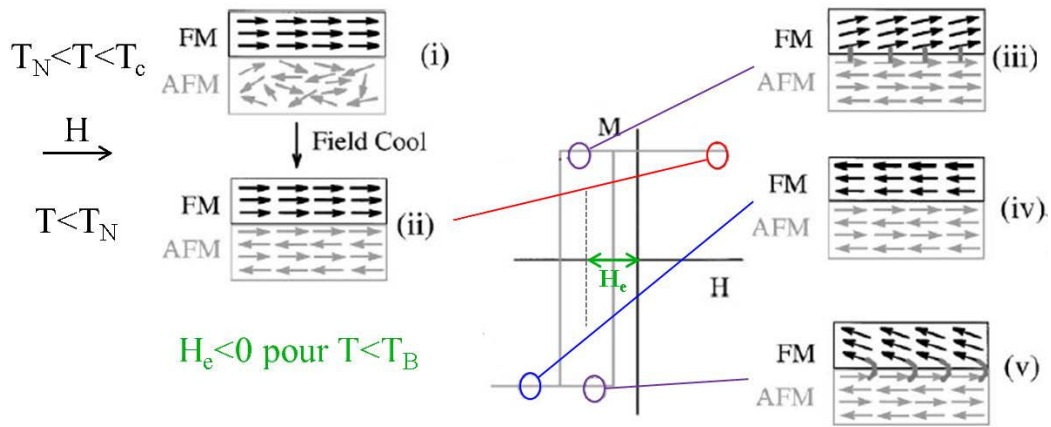 T_N<T<T_c
FM
AFM
(i)
H
Field Cool
T<T_N
FM
AFM
(ii)
H_e<0 pour T<T_B
M
H_e
H
FM
AFM
(iii)
FM
AFM
(iv)
FM
AFM
(v)